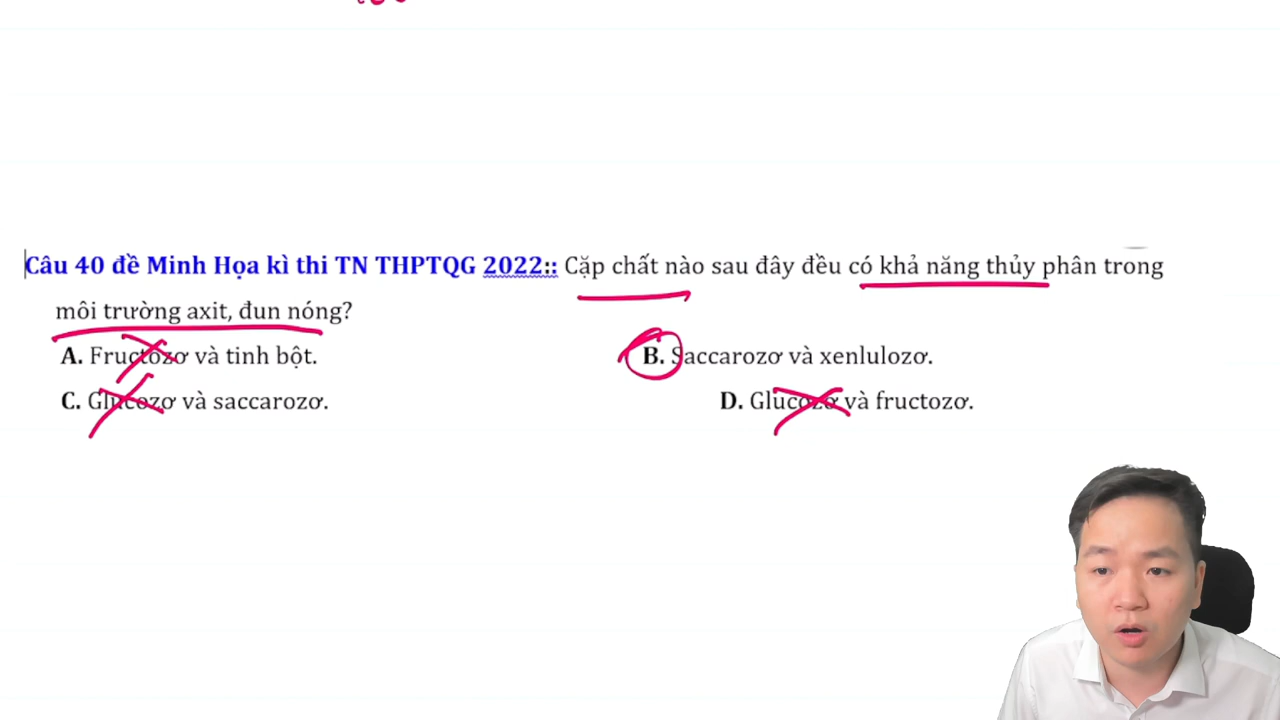 Câu 40 đề Minh Họa kì thi TN THPTQG 2022:: Cặp chất nào sau đây đều có khả năng thủy phân trong
môi trường axit, đun nóng?
A. Fructozơ và tinh bột. B. Saccarozơ và xenlulozơ.
C. Glucozơ và saccarozơ. D. Glucozơ và fructozơ.